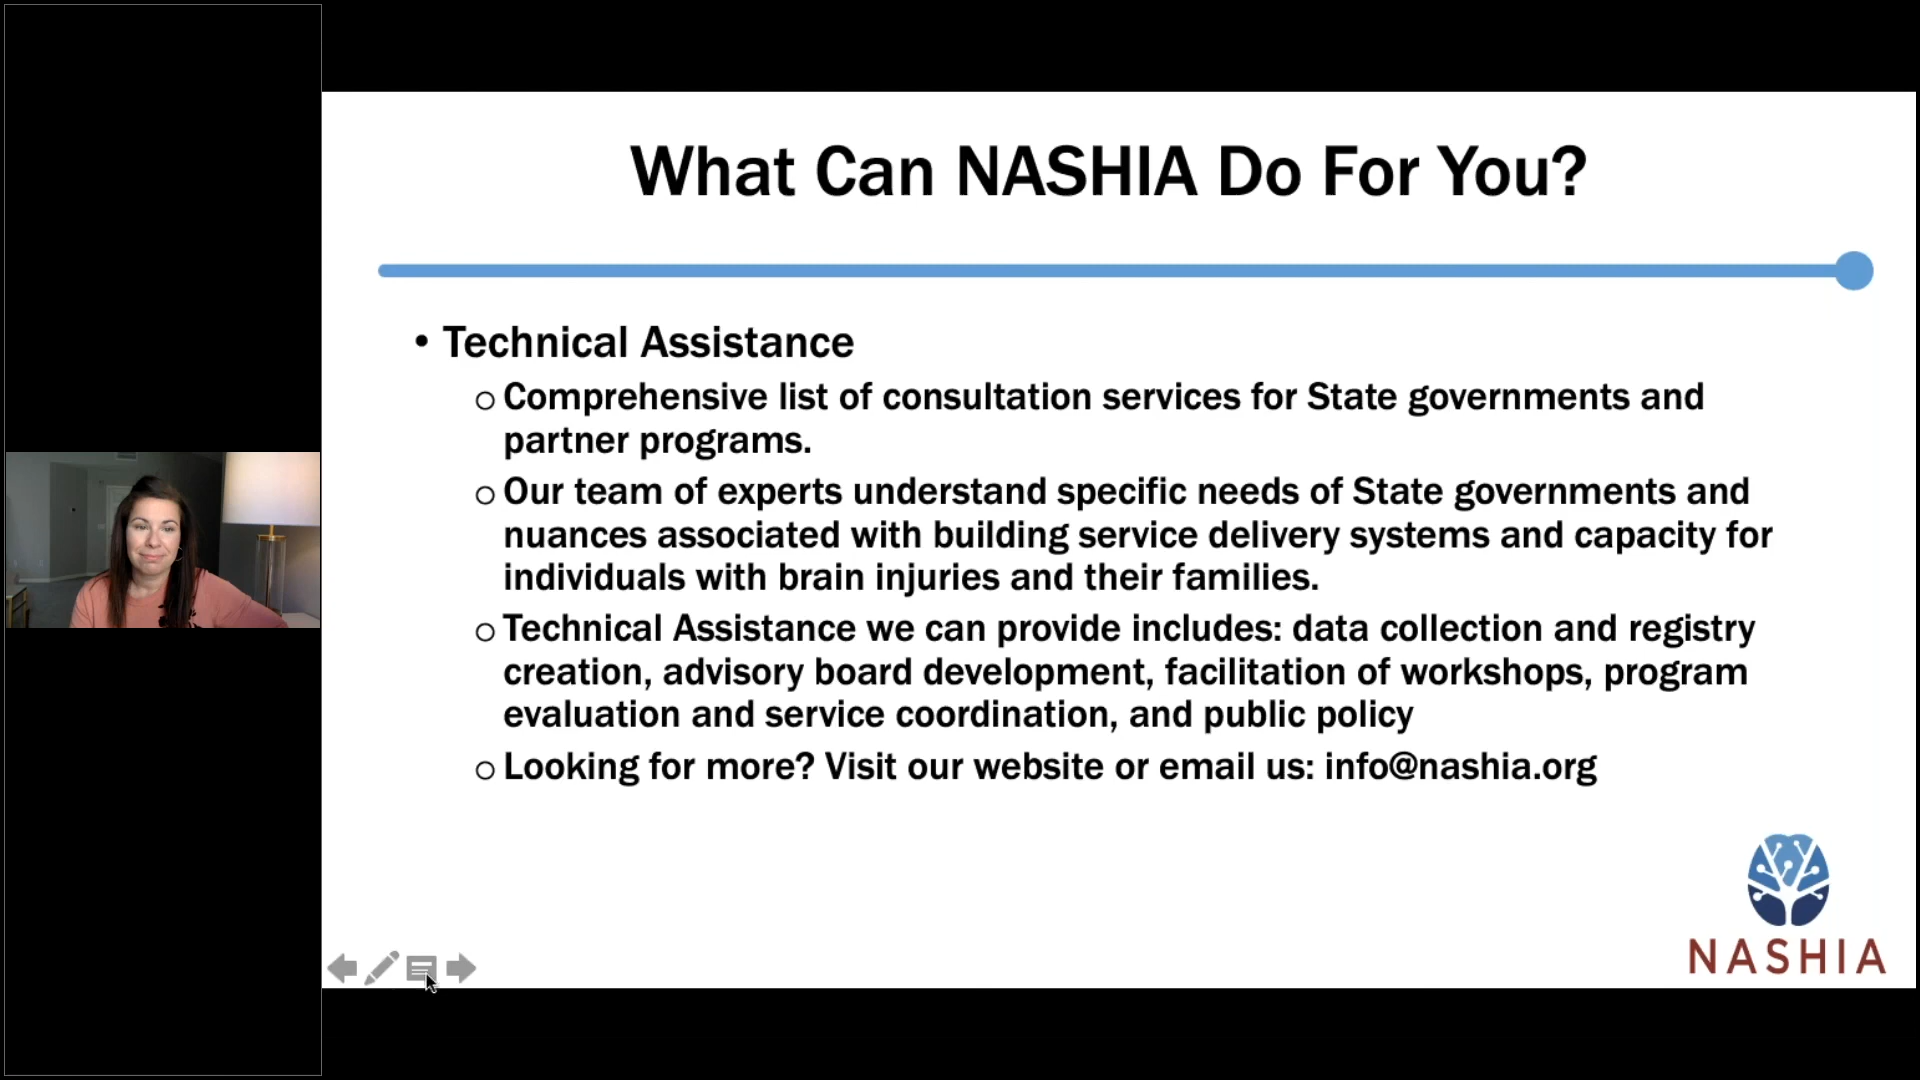 What Can NASHIA Do For You?
• Technical Assistance
o Comprehensive list of consultation services for State governments and
partner programs.
o Our team of experts understand specific needs of State governments and
nuances associated with building service delivery systems and capacity for
individuals with brain injuries and their families.
o Technical Assistance we can provide includes: data collection and registry
creation, advisory board development, facilitation of workshops, program
evaluation and service coordination, and public policy
o Looking for more? Visit our website or email us: info@nashia.org
NASHIA